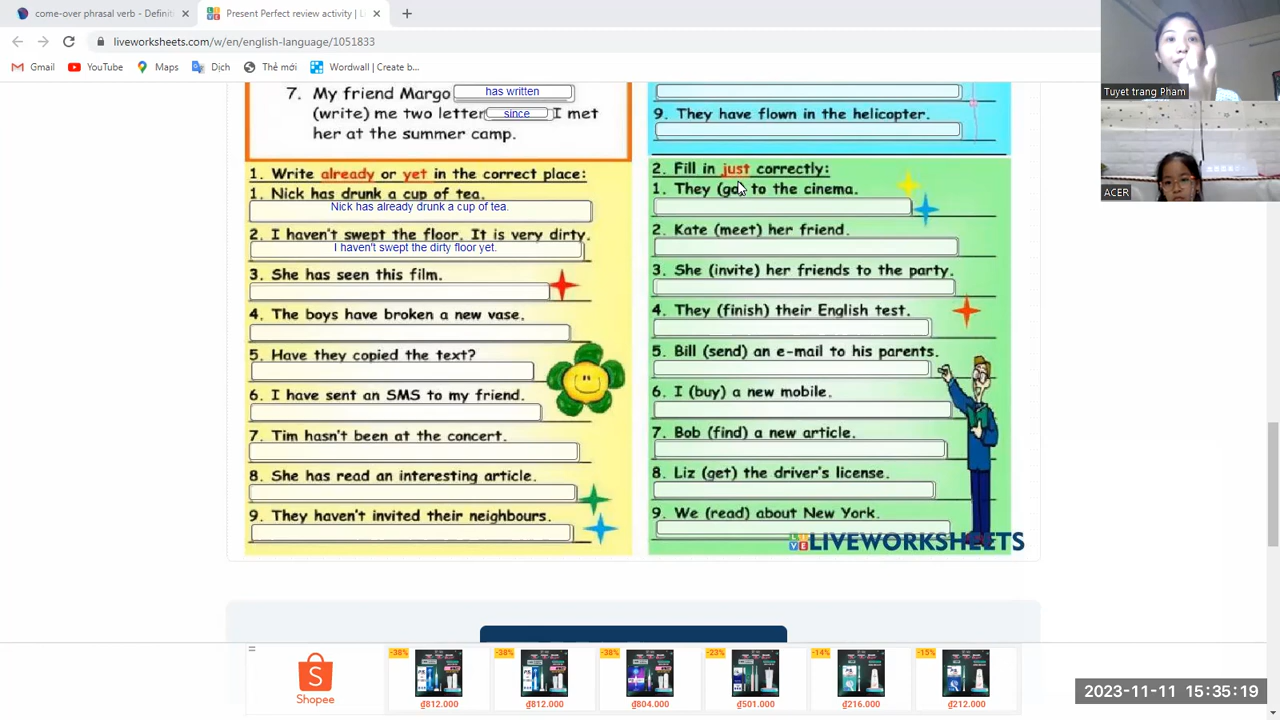 come-over phrasal verb - Definit
Present Perfect review activity | L
liveworksheets.com/w/en/english-language/1051833
Gmail
YouTube
Maps
Dịch
Thẻ mới
Wordwall | Create b...
7. My friend Margo has written
(write) me two letter since I met
her at the summer camp.
9. They have flown in the helicopter.
1. Write already or yet in the correct place:
1. Nick has drunk a cup of tea.
Nick has already drunk a cup of tea.
2. I haven't swept the floor. It is very dirty.
I haven't swept the dirty floor yet.
3. She has seen this film.
4. The boys have broken a new vase.
5. Have they copied the text?
6. I have sent an SMS to my friend.
7. Tim hasn't been at the concert.
8. She has read an interesting article.
9. They haven't invited their neighbours.
2. Fill in just correctly:
1. They (go) to the cinema.
2. Kate (meet) her friend.
3. She (invite) her friends to the party.
4. They (finish) their English test.
5. Bill (send) an e-mail to his parents.
6. I (buy) a new mobile.
7. Bob (find) a new article.
8. Liz (get) the driver's license.
9. We (read) about New York.
LIVEWORKSHEETS
Tuyet trang Pham
ACER
Shopee
-38%
₫812.000
-38%
₫812.000
-38%
₫804.000
-23%
₫501.000
-14%
₫216.000
-15%
₫212.000
2023-11-11 15:35:19